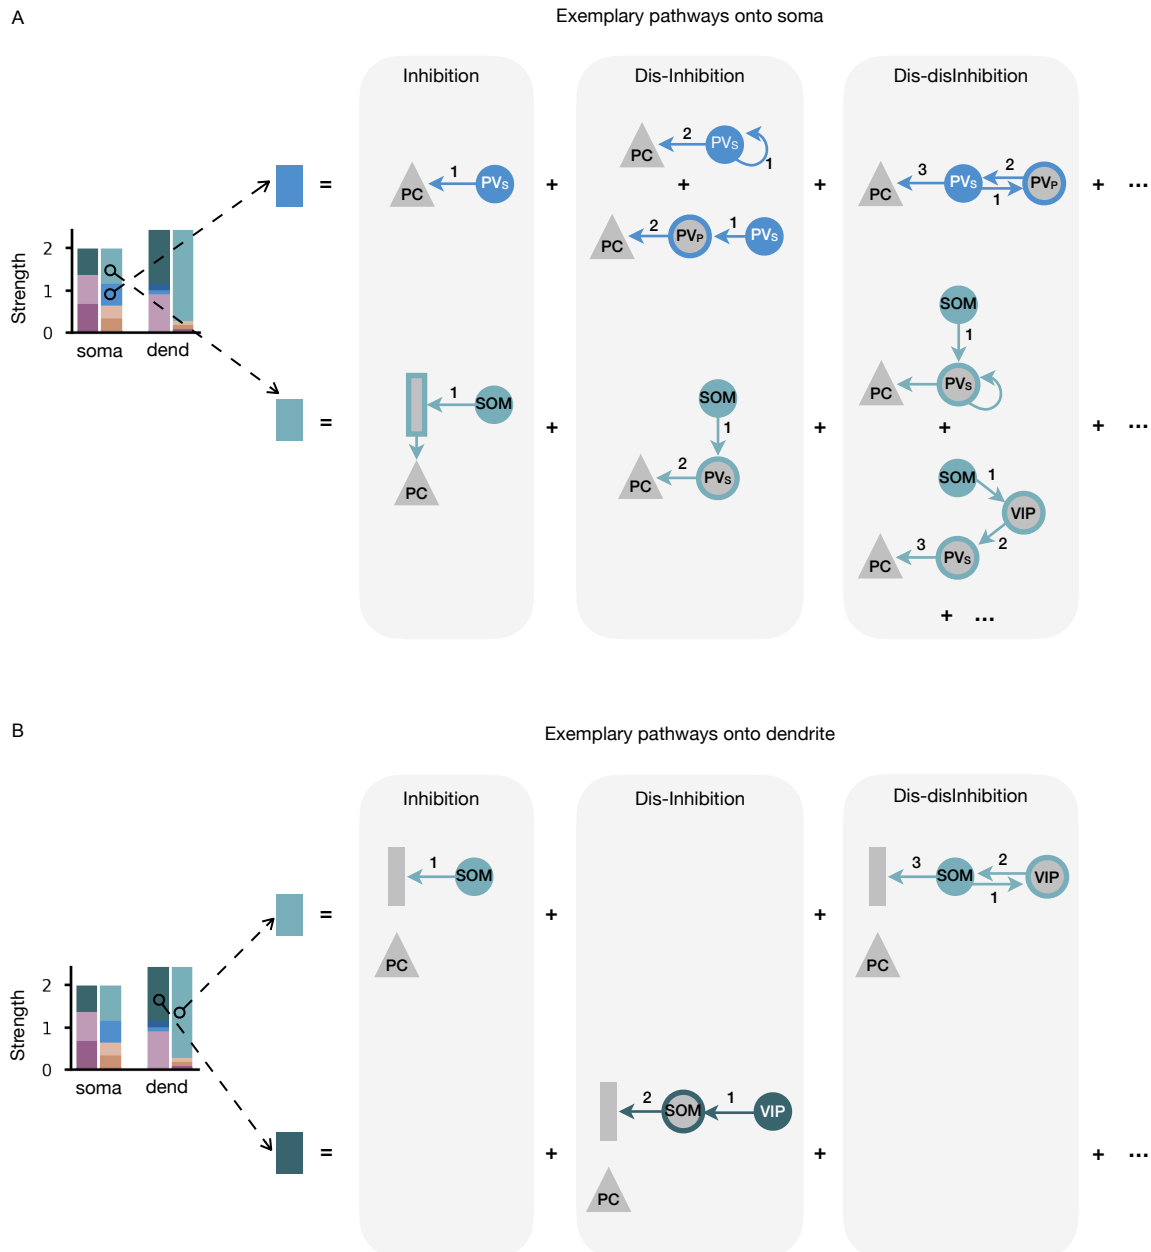 A
Exemplary pathways onto soma
Inhibition
Dis-Inhibition
Dis-disInhibition
= PC 1 PVS + PC 2 PVS 1 + PC 3 PVS 2 1 PVP + ...
+
PC 2 PVP 1 PVS
Strength
2
1
0
soma dend
= 1 SOM PC + SOM 1 PC 2 PVS + SOM 1 PC PVS + ...
+
SOM 1 VIP
PC 3 PVS 2
+ ...
B
Exemplary pathways onto dendrite
Inhibition
Dis-Inhibition
Dis-disInhibition
= 1 SOM + + 3 SOM 2 1 VIP
PC
PC
Strength
2
1
0
soma dend
= + 2 SOM 1 VIP + + ...
PC